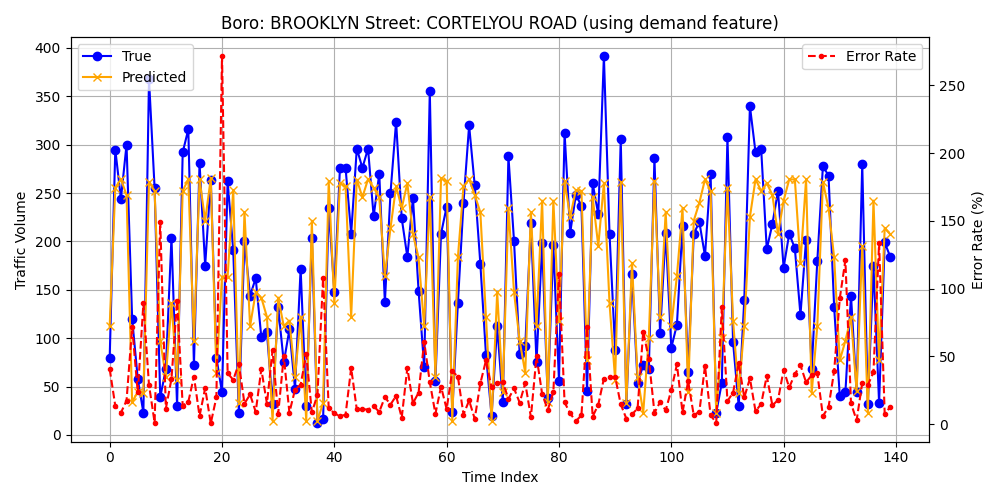 Boro: BROOKLYN Street: CORTELYOU ROAD (using demand feature)
True
Predicted
Error Rate
Traffic Volume
400
350
300
250
200
150
100
50
0
250
200
150
100
50
0
Error Rate (%)
0 20 40 60 80 100 120 140
Time Index